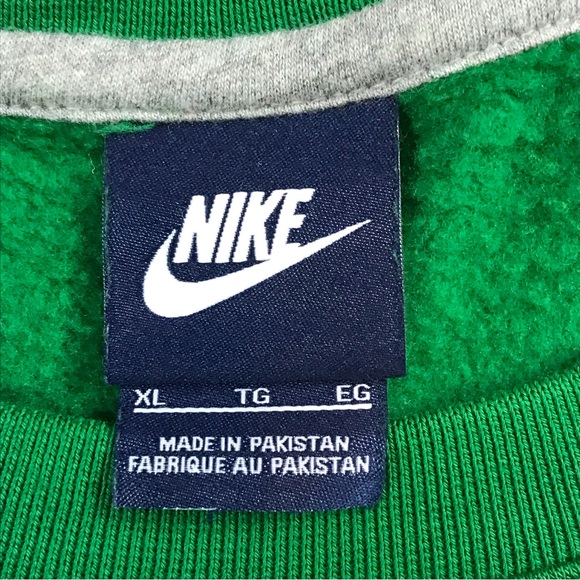 NIKE
XL TG EG
MADE IN PAKISTAN
FABRIQUE AU PAKISTAN